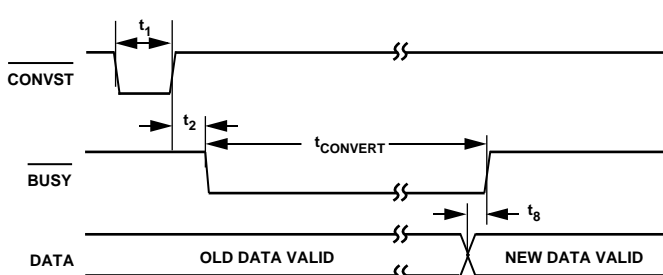 t1
CONVST
t2
tCONVERT
BUSY
t8
DATA
OLD DATA VALID
NEW DATA VALID